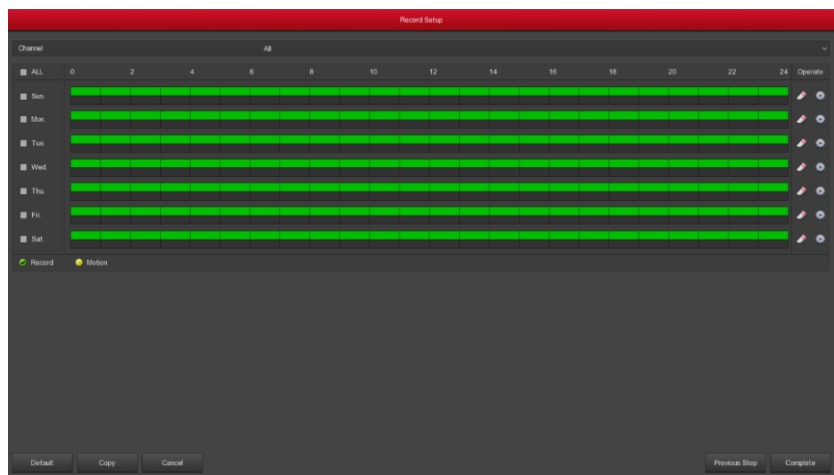 Record Setup
Channel All
ALL 0 2 4 6 8 10 12 14 16 18 20 22 24 Operate
Sun.
Mon.
Tue.
Wed.
Thu.
Fri.
Sat.
Record Motion
Default Copy Cancel Previous Step Complete